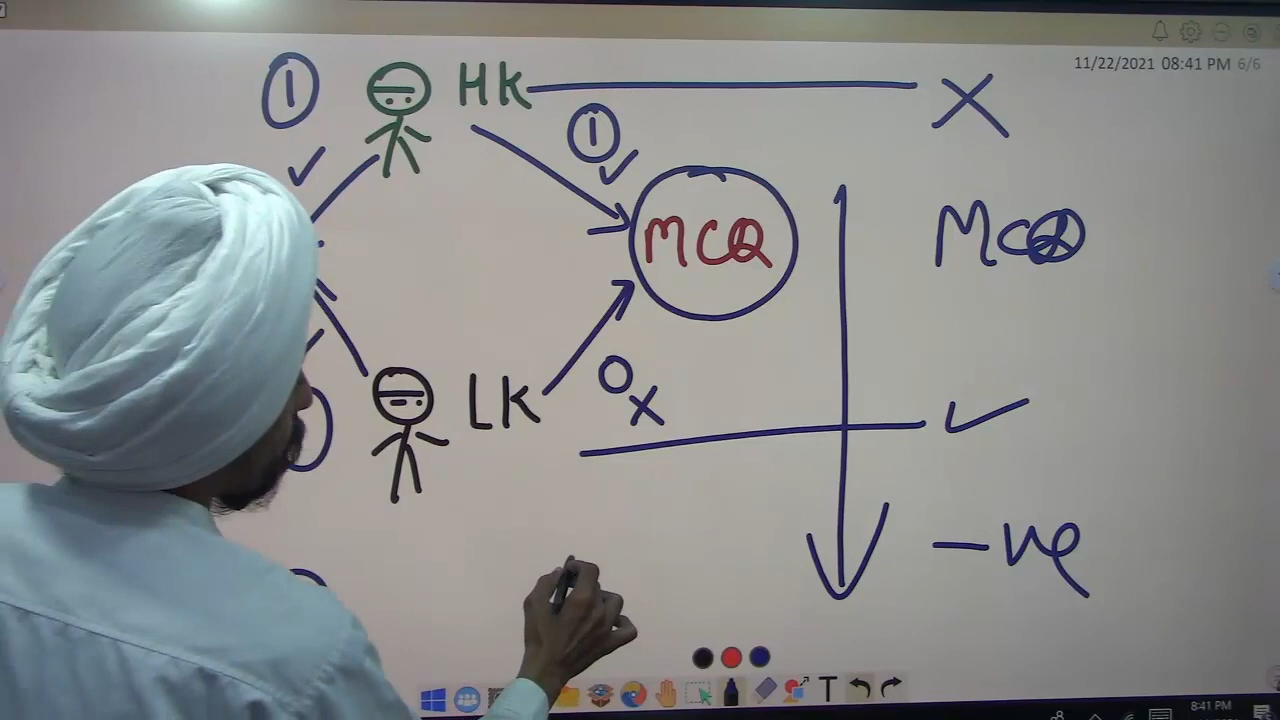 11/22/2021 08:41 PM 6/6
1 HK X
1
MCQ MCQ
0
X
LK
-ve
T
8:41 PM